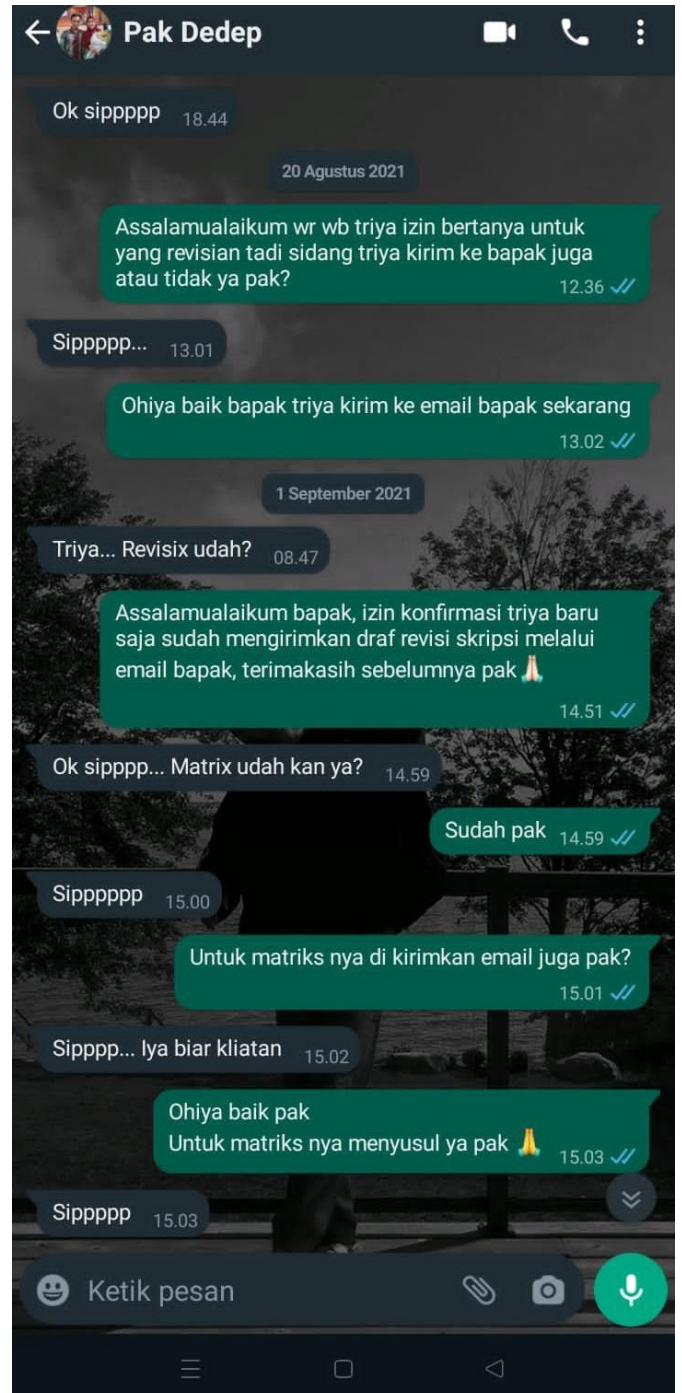 Pak Dedep
Ok sippppp 18.44
20 Agustus 2021
Assalamualaikum wr wb triya izin bertanya untuk
yang revisian tadi sidang triya kirim ke bapak juga
atau tidak ya pak?
12.36
Sippppp... 13.01
Ohiya baik bapak triya kirim ke email bapak sekarang
13.02
1 September 2021
Triya... Revisix udah? 08.47
Assalamualaikum bapak, izin konfirmasi triya baru
saja sudah mengirimkan draf revisi skripsi melalui
email bapak, terimakasih sebelumnya pak 🙏🏻
14.51
Ok sipppp... Matrix udah kan ya? 14.59
Sudah pak 14.59
Sipppppp 15.00
Untuk matriks nya di kirimkan email juga pak?
15.01
Sipppp... Iya biar kliatan 15.02
Ohiya baik pak
Untuk matriks nya menyusul ya pak 🙏 15.03
Sippppp 15.03
Ketik pesan